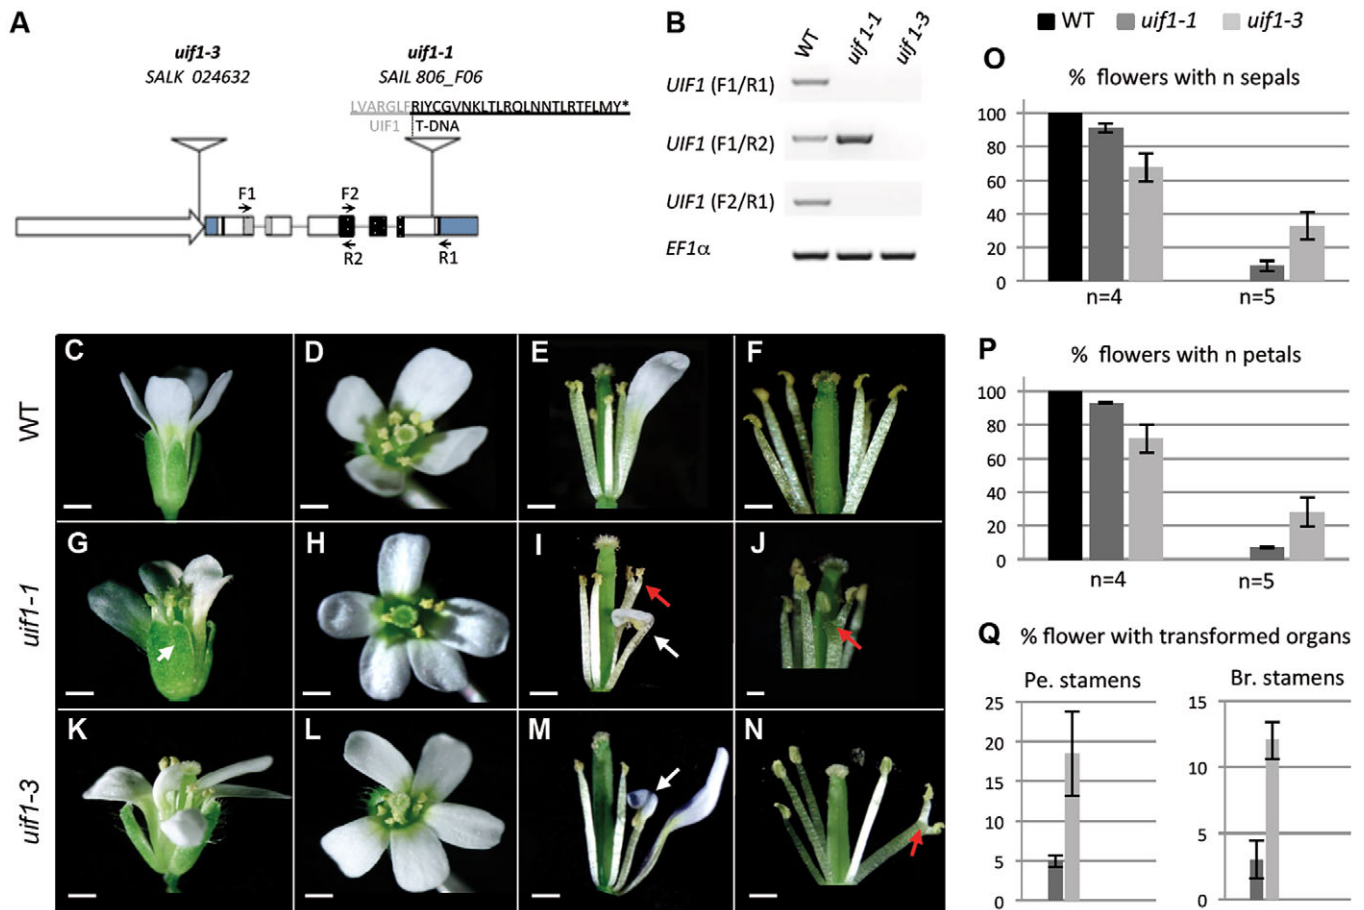 A
uif1-3
SALK 024632
uif1-1
SAIL 806_F06
LVARGLFRIYCGVNKLTLRQLNNTLRTFLMY*
UIF1 T-DNA
F1
F2
R2
R1
B
WT
uif1-1
uif1-3
UIF1 (F1/R1)
UIF1 (F1/R2)
UIF1 (F2/R1)
EF1α
WT uif1-1 uif1-3
O
% flowers with n sepals
100
80
60
40
20
0
n=4 n=5
P
% flowers with n petals
100
80
60
40
20
0
n=4 n=5
Q % flower with transformed organs
Pe. stamens
25
20
15
10
5
0
Br. stamens
15
10
5
0
WT
C D E F
uif1-1
G H I J
uif1-3
K L M N